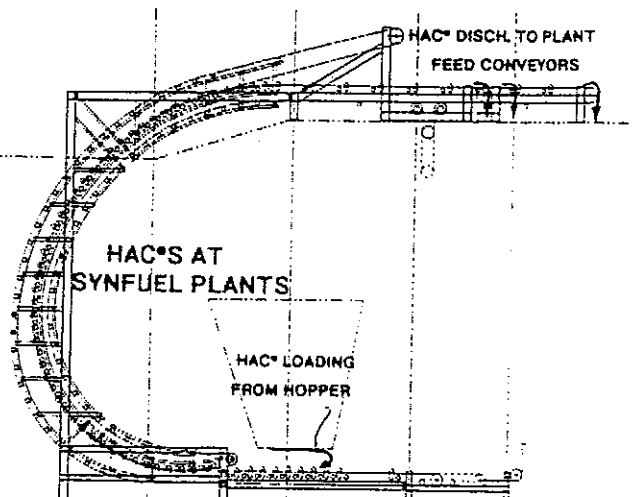 HAC® DISCH. TO PLANT
FEED CONVEYORS
HAC®S AT
SYNFUEL PLANTS
HAC® LOADING
FROM HOPPER